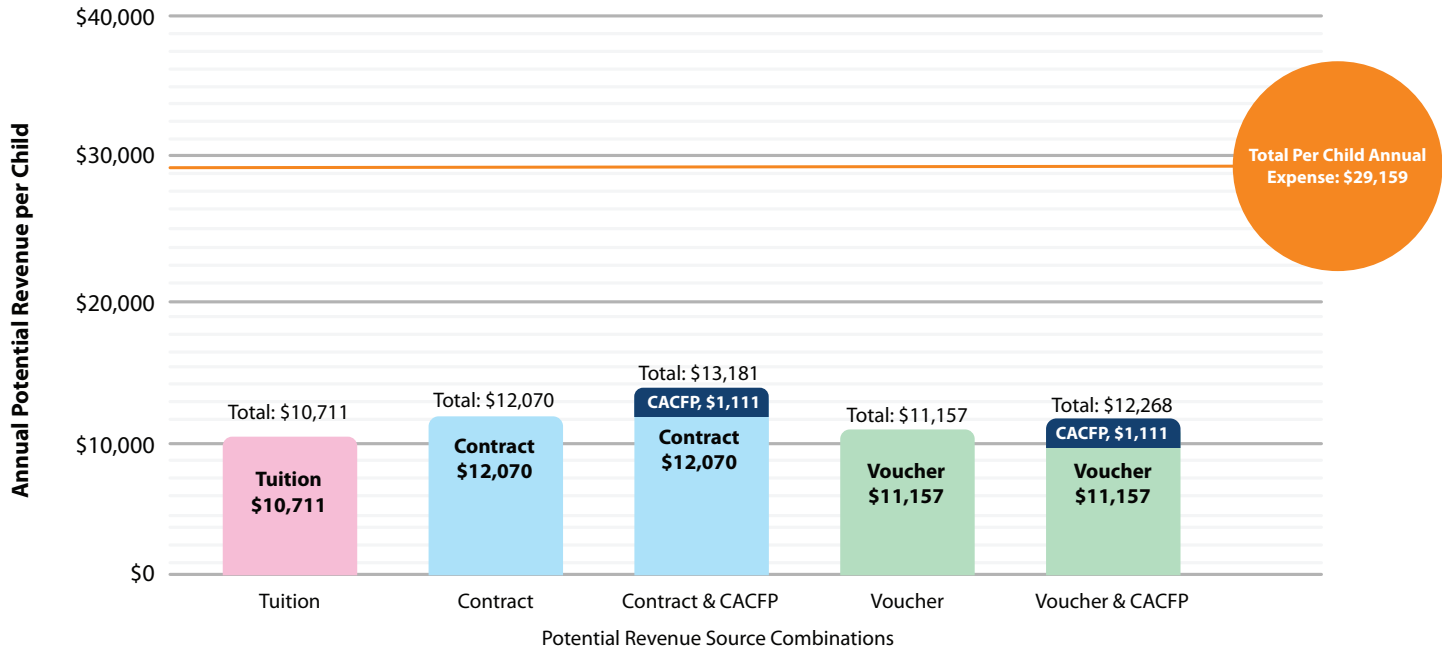 Annual Potential Revenue per Child
$40,000
$30,000
$20,000
$10,000
$0
Total Per Child Annual
Expense: $29,159
Total: $10,711
Tuition
$10,711
Total: $12,070
Contract
$12,070
Total: $13,181
CACFP, $1,111
Contract
$12,070
Total: $11,157
Voucher
$11,157
Total: $12,268
CACFP, $1,111
Voucher
$11,157
Tuition
Contract
Contract & CACFP
Voucher
Voucher & CACFP
Potential Revenue Source Combinations